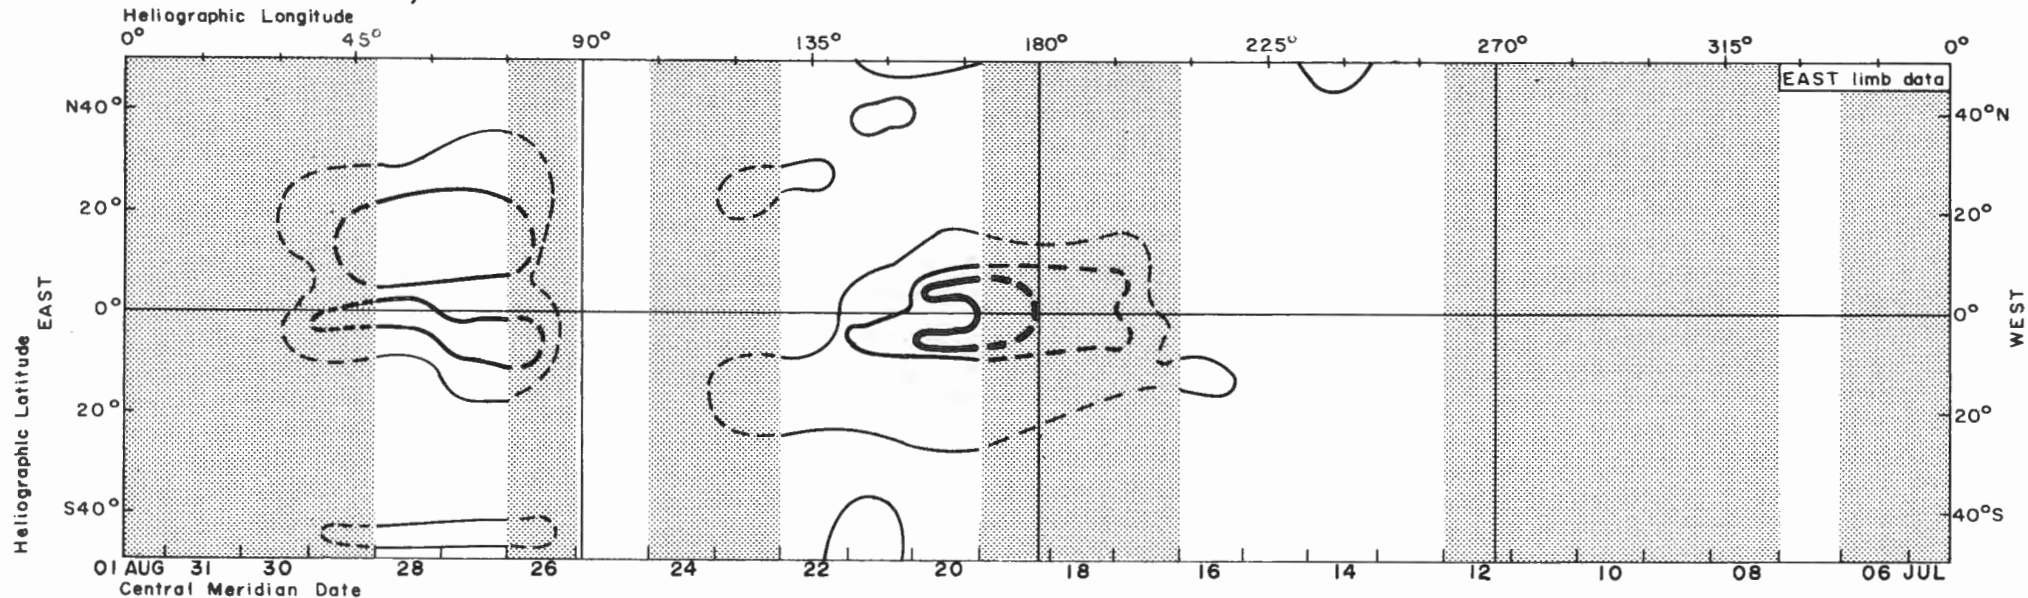 Heliographic Longitude
0° 45° 90° 135° 180° 225° 270° 315° 0°
EAST limb data
N40° 40°N
20° 20°
0° 0°
20° 20°
S40° 40°S
Heliographic Latitude
EAST
WEST
01 AUG 31 30 28 26 24 22 20 18 16 14 12 10 08 06 JUL
Central Meridian Date